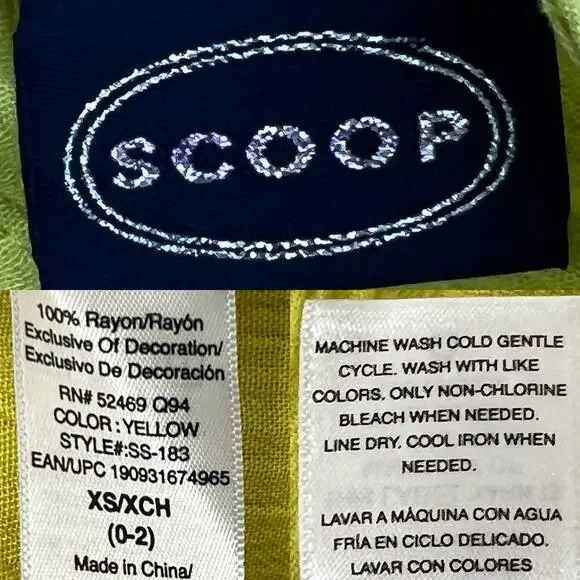 SCOOP
100% Rayon/Rayón
Exclusive Of Decoration/
Exclusivo De Decoración
RN# 52469 Q94
COLOR: YELLOW
STYLE#:SS-183
EAN/UPC 190931674965
XS/XCH
(0-2)
Made in China/
MACHINE WASH COLD GENTLE
CYCLE. WASH WITH LIKE
COLORS. ONLY NON-CHLORINE
BLEACH WHEN NEEDED.
LINE DRY. COOL IRON WHEN
NEEDED.
LAVAR A MÁQUINA CON AGUA
FRÍA EN CICLO DELICADO.
LAVAR CON COLORES